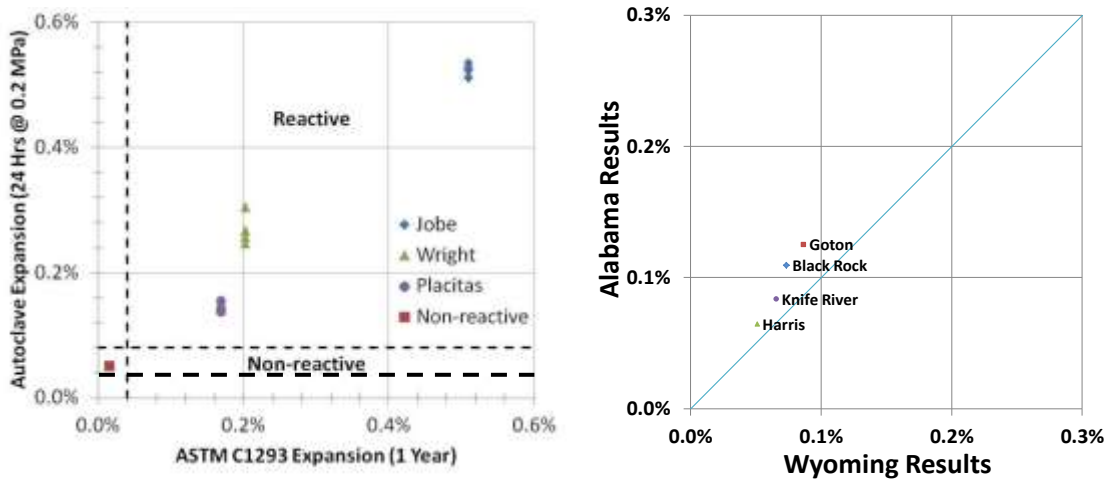 Autoclave Expansion (24 Hrs @ 0.2 MPa)
0.6%
0.4%
0.2%
0.0%
Reactive
Jobe
Wright
Placitas
Non-reactive
Non-reactive
0.0%
0.2%
0.4%
0.6%
ASTM C1293 Expansion (1 Year)
Alabama Results
0.3%
0.2%
0.1%
0.0%
Goton
Black Rock
Knife River
Harris
0.0%
0.1%
0.2%
0.3%
Wyoming Results